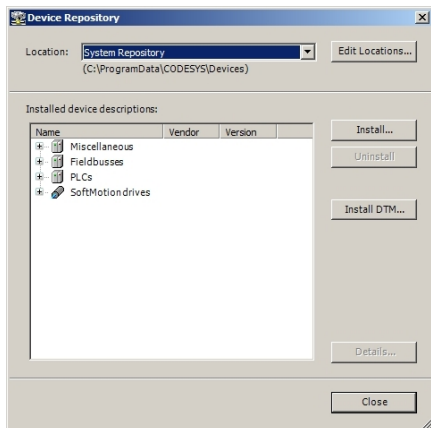 Device Repository
Location: System Repository Edit Locations...
(C:\ProgramData\CODESYS\Devices)
Installed device descriptions:
Name Vendor Version Install...
Miscellaneous
Fieldbusses Uninstall
PLCs
SoftMotion drives
Install DTM...
Details...
Close